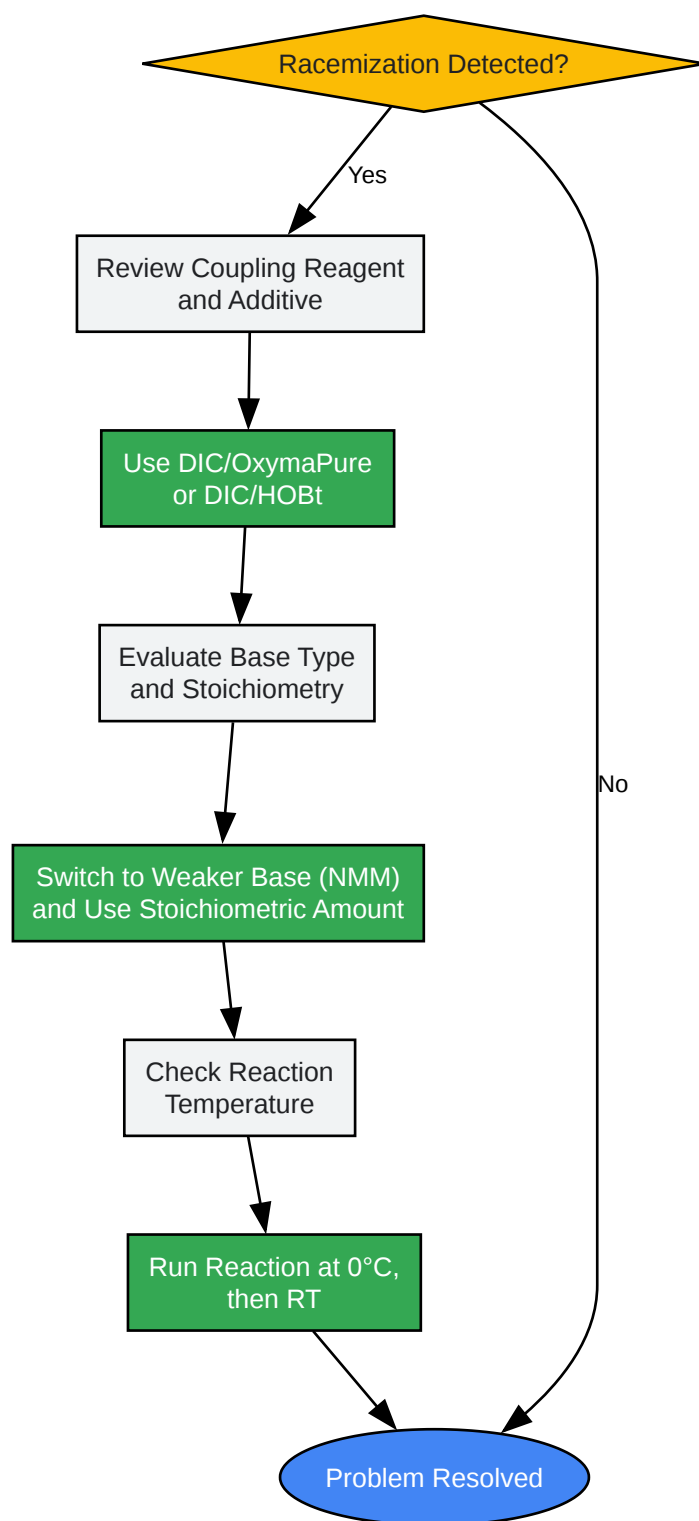 Racemization Detected?
Yes
Review Coupling Reagent
and Additive
Use DIC/OxymaPure
or DIC/HOBt
Evaluate Base Type
and Stoichiometry
No
Switch to Weaker Base (NMM)
and Use Stoichiometric Amount
Check Reaction
Temperature
Run Reaction at 0°C,
then RT
Problem Resolved